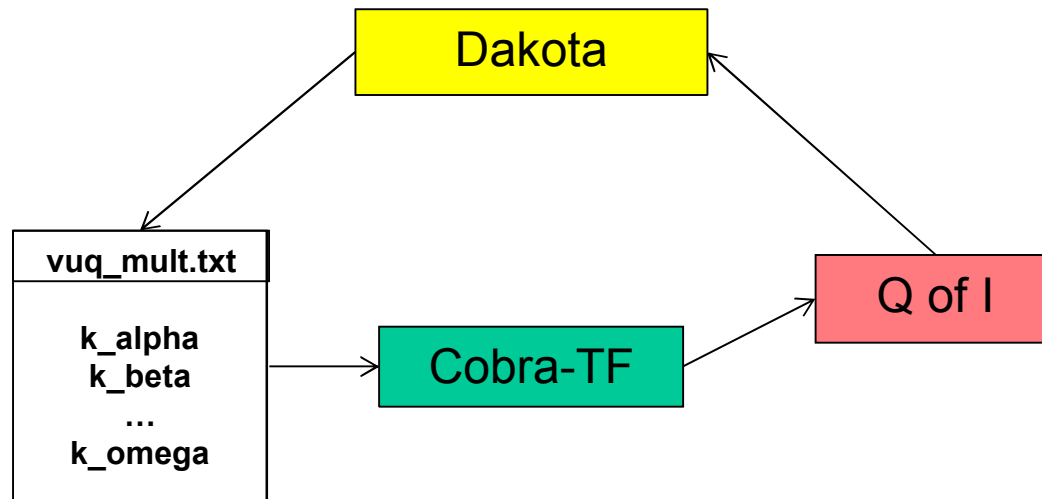 Dakota
vuq_mult.txt
k_alpha
k_beta
...
k_omega
Cobra-TF
Q of I